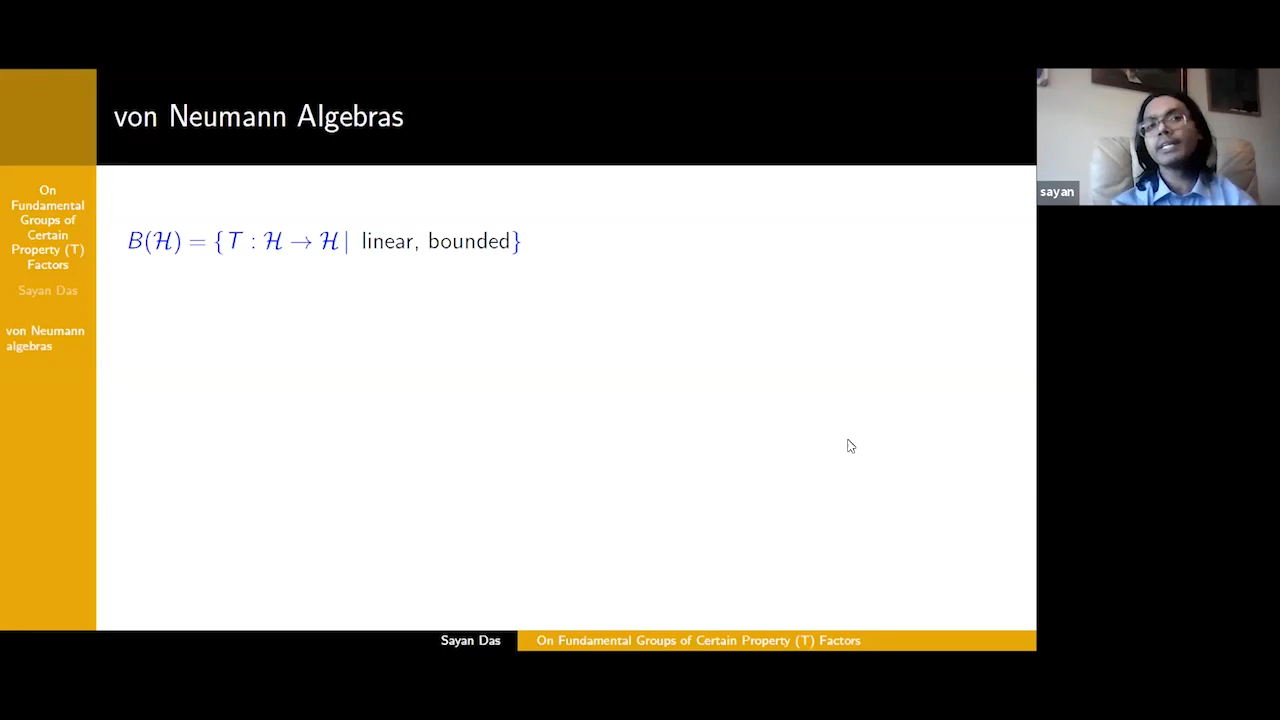 von Neumann Algebras
On
Fundamental
Groups of
Certain
Property (T)
Factors
Sayan Das
von Neumann
algebras
B(ℋ) = {T : ℋ → ℋ | linear, bounded}
sayan
Sayan Das
On Fundamental Groups of Certain Property (T) Factors